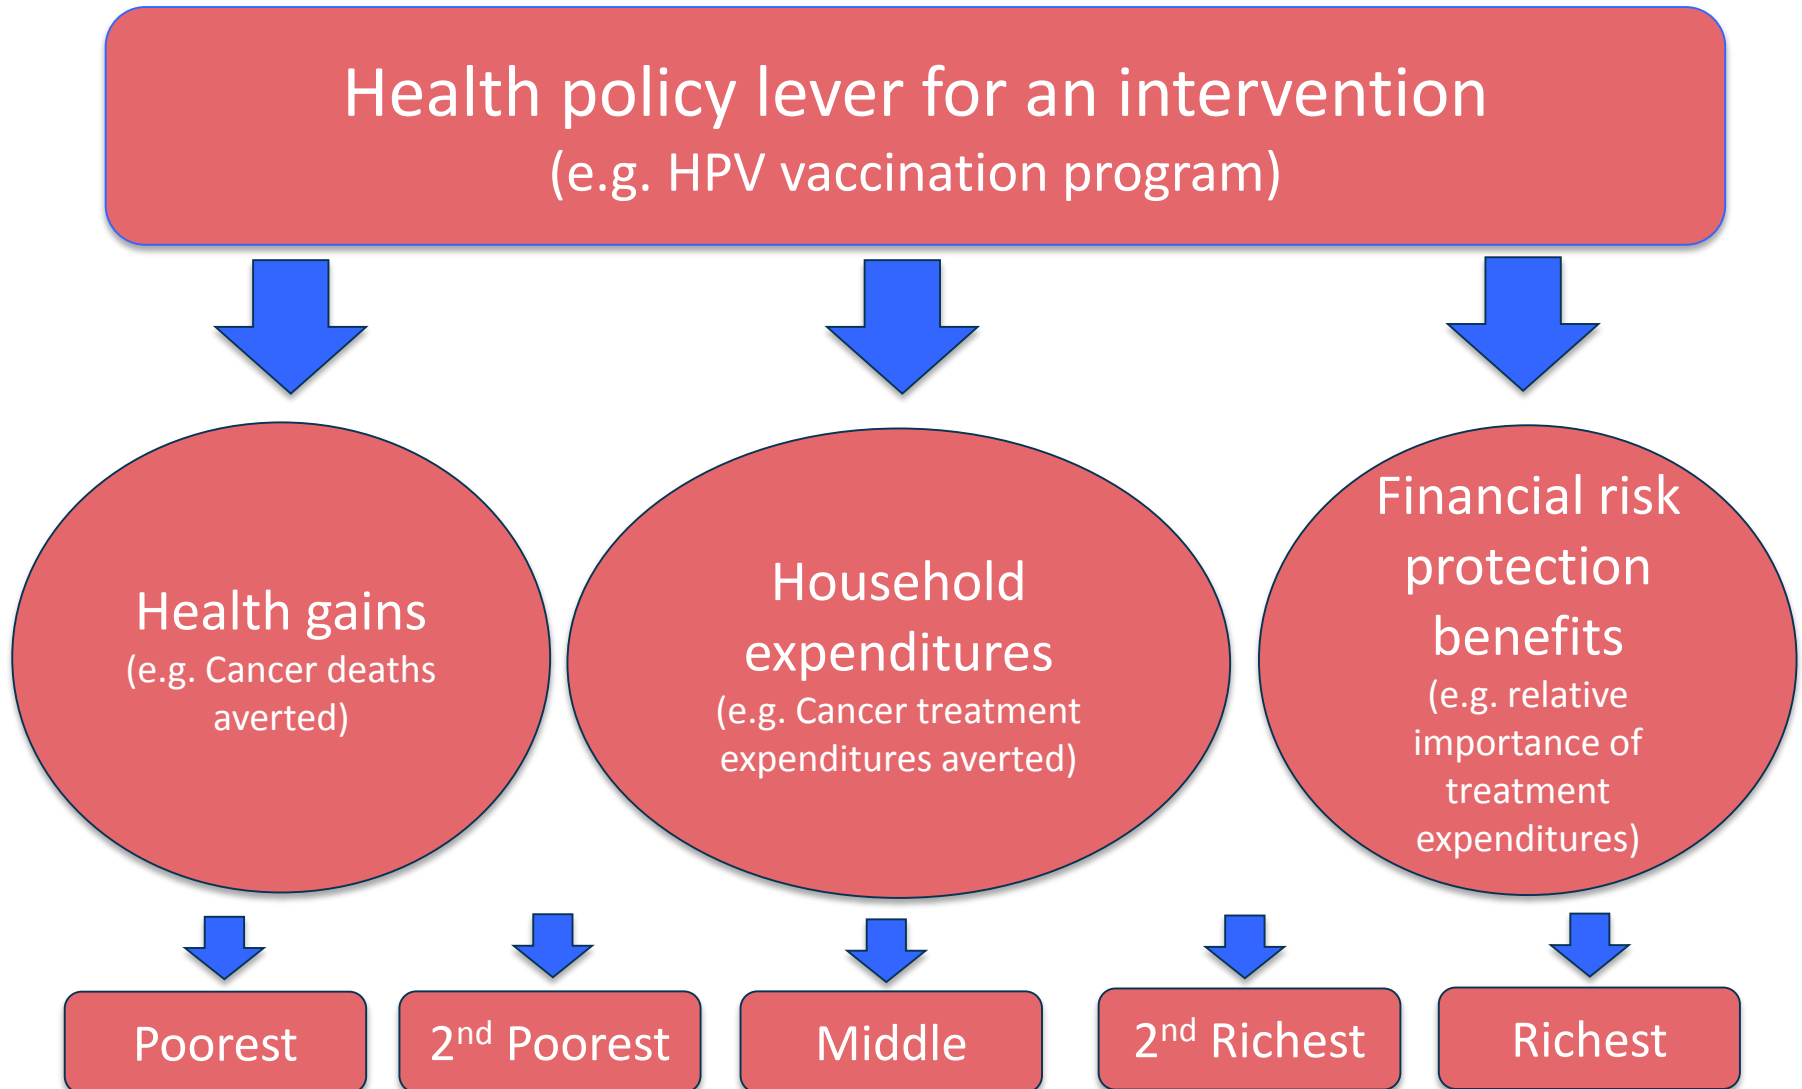 Health policy lever for an intervention
(e.g. HPV vaccination program)
Health gains
(e.g. Cancer deaths
averted)
Household
expenditures
(e.g. Cancer treatment
expenditures averted)
Financial risk
protection
benefits
(e.g. relative
importance of
treatment
expenditures)
Poorest
2nd Poorest
Middle
2nd Richest
Richest